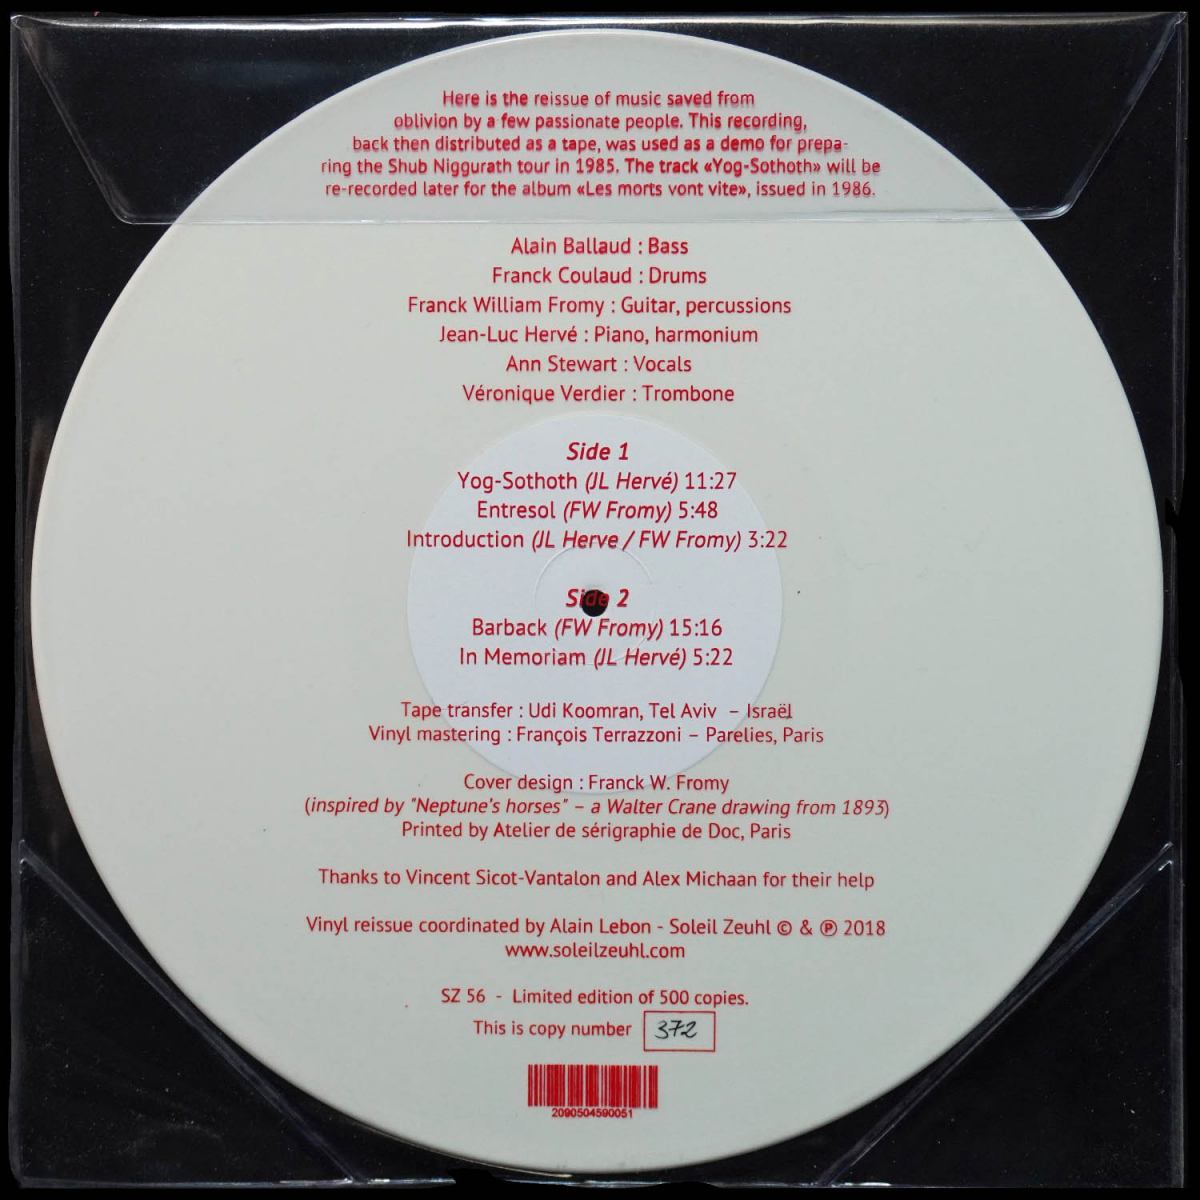 Here is the reissue of music saved from
oblivion by a few passionate people. This recording,
back then distributed as a tape, was used as a demo for prepa-
ring the Shub Niggurath tour in 1985. The track «Yog-Sothoth» will be
re-recorded later for the album «Les morts vont vite», issued in 1986.
Alain Ballaud : Bass
Franck Coulaud : Drums
Franck William Fromy : Guitar, percussions
Jean-Luc Hervé : Piano, harmonium
Ann Stewart : Vocals
Véronique Verdier : Trombone
Side 1
Yog-Sothoth (JL Hervé) 11:27
Entresol (FW Fromy) 5:48
Introduction (JL Herve / FW Fromy) 3:22
Side 2
Barback (FW Fromy) 15:16
In Memoriam (JL Hervé) 5:22
Tape transfer : Udi Koomran, Tel Aviv – Israël
Vinyl mastering : François Terrazzoni – Parelies, Paris
Cover design : Franck W. Fromy
(inspired by "Neptune's horses" – a Walter Crane drawing from 1893)
Printed by Atelier de sérigraphie de Doc, Paris
Thanks to Vincent Sicot-Vantalon and Alex Michaan for their help
Vinyl reissue coordinated by Alain Lebon - Soleil Zeuhl © & ℗ 2018
www.soleilzeuhl.com
SZ 56 - Limited edition of 500 copies.
This is copy number 372
2090504590051